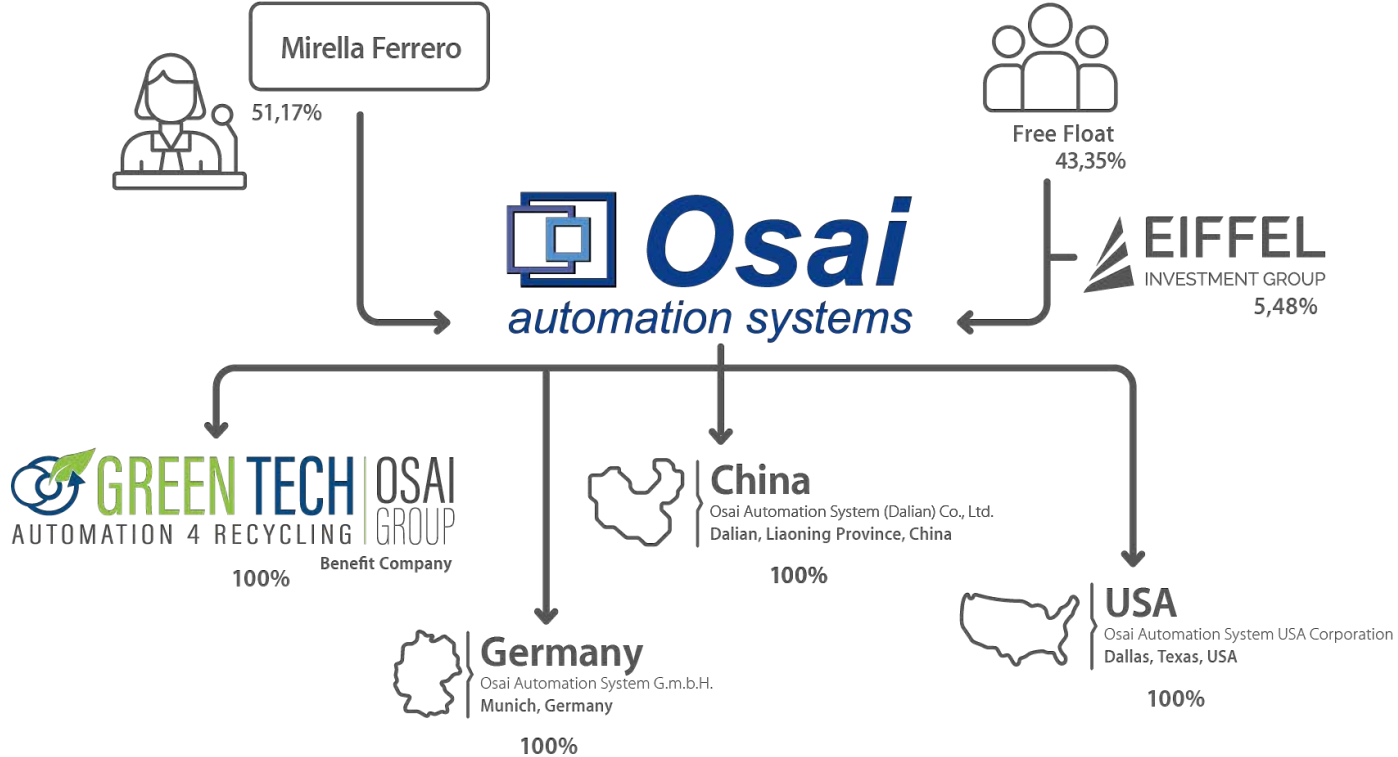 Mirella Ferrero
51,17%
Free Float
43,35%
Osai
automation systems
EIFFEL
INVESTMENT GROUP
5,48%
GREEN TECH
AUTOMATION 4 RECYCLING
OSAI
GROUP
Benefit Company
100%
Germany
Osai Automation System G.m.b.H.
Munich, Germany
100%
China
Osai Automation System (Dalian) Co., Ltd.
Dalian, Liaoning Province, China
100%
USA
Osai Automation System USA Corporation
Dallas, Texas, USA
100%